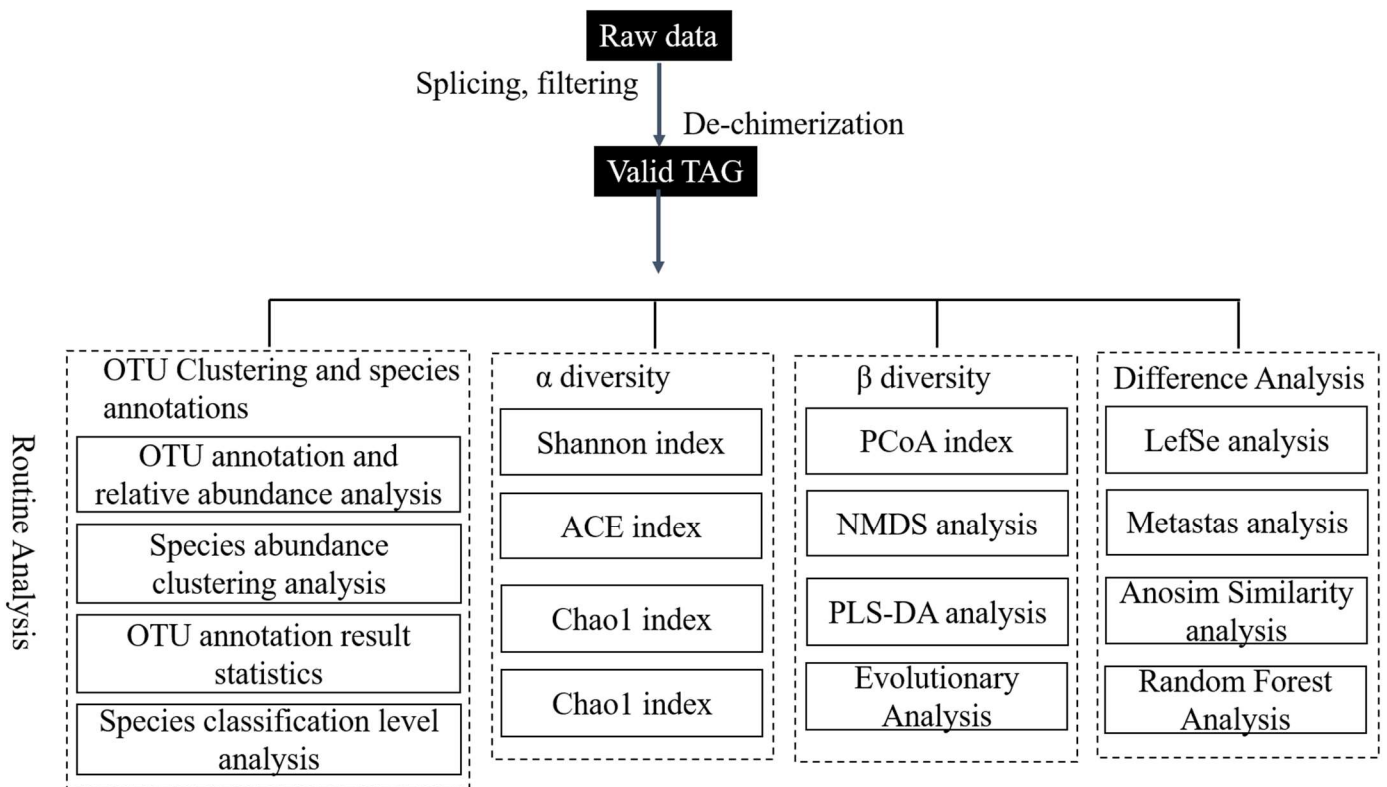 Raw data
Splicing, filtering
De-chimerization
Valid TAG
Routine Analysis
OTU Clustering and species
annotations
OTU annotation and
relative abundance analysis
Species abundance
clustering analysis
OTU annotation result
statistics
Species classification level
analysis
α diversity
Shannon index
ACE index
Chao1 index
Chao1 index
β diversity
PCoA index
NMDS analysis
PLS-DA analysis
Evolutionary
Analysis
Difference Analysis
LefSe analysis
Metastas analysis
Anosim Similarity
analysis
Random Forest
Analysis